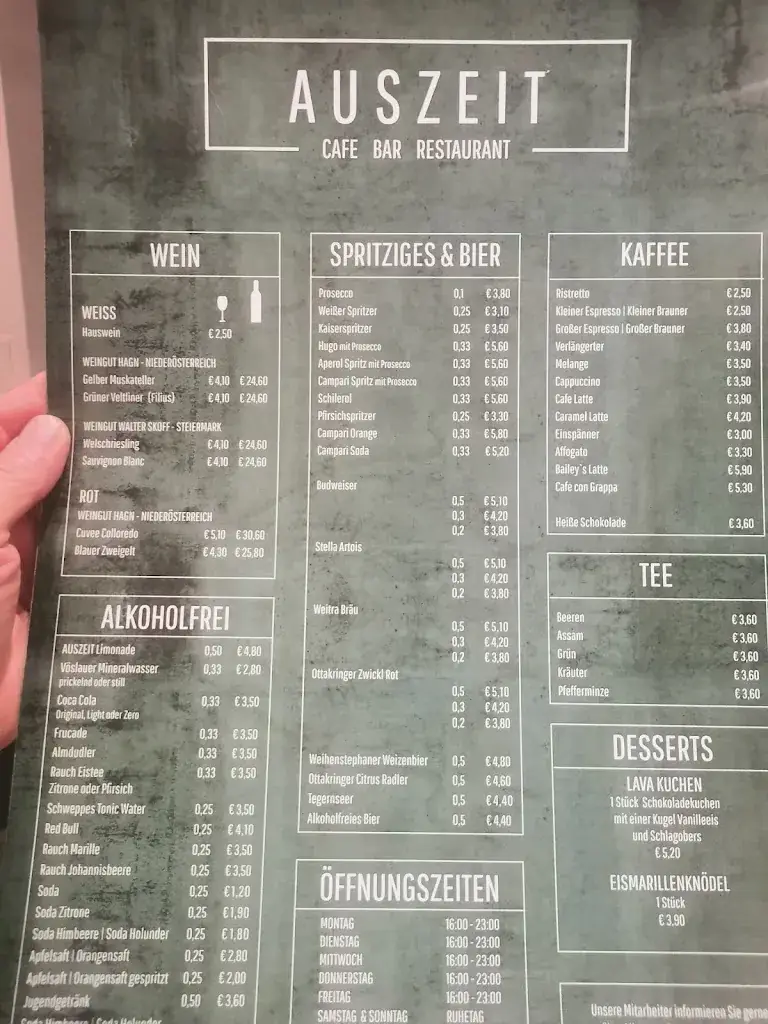 AUSZEIT
CAFE BAR RESTAURANT
WEIN
WEISS
Hauswein € 2,50
WEINGUT HAGN - NIEDERÖSTERREICH
Gelber Muskateller € 4,10 € 24,60
Grüner Veltliner (Filius) € 4,10 € 24,60
WEINGUT WALTER SKOFF - STEIERMARK
Welschriesling € 4,10 € 24,60
Sauvignon Blanc € 4,10 € 24,60
ROT
WEINGUT HAGN - NIEDERÖSTERREICH
Cuvee Colloredo € 5,10 € 30,60
Blauer Zweigelt € 4,30 € 25,80
ALKOHOLFREI
AUSZEIT Limonade 0,50 € 4,80
Vöslauer Mineralwasser 0,33 € 2,80
prickelnd oder still
Coca Cola 0,33 € 3,50
Original, Light oder Zero
Frucade 0,33 € 3,50
Almdudler 0,33 € 3,50
Rauch Eistee 0,33 € 3,50
Zitrone oder Pfirsich
Schweppes Tonic Water 0,25 € 3,50
Red Bull 0,25 € 4,10
Rauch Marille 0,25 € 3,50
Rauch Johannisbeere 0,25 € 3,50
Soda 0,25 € 1,20
Soda Zitrone 0,25 € 1,90
Soda Himbeere | Soda Holunder 0,25 € 1,80
Apfelsaft | Orangensaft 0,25 € 2,80
Apfelsaft | Orangensaft gespritzt 0,25 € 2,00
Jugendgetränk 0,50 € 3,60
Soda Himbeere | Soda Holunder
SPRITZIGES & BIER
Prosecco 0,1 € 3,80
Weißer Spritzer 0,25 € 3,10
Kaiserspritzer 0,25 € 3,50
Hugo mit Prosecco 0,33 € 5,60
Aperol Spritz mit Prosecco 0,33 € 5,60
Campari Spritz mit Prosecco 0,33 € 5,60
Schilerol 0,33 € 5,60
Pfirsichspritzer 0,25 € 3,30
Campari Orange 0,33 € 5,80
Campari Soda 0,33 € 5,20
Budweiser
0,5 € 5,10
0,3 € 4,20
0,2 € 3,80
Stella Artois
0,5 € 5,10
0,3 € 4,20
0,2 € 3,80
Weitra Bräu
0,5 € 5,10
0,3 € 4,20
0,2 € 3,80
Ottakringer Zwickl Rot
0,5 € 5,10
0,3 € 4,20
0,2 € 3,80
Weihenstephaner Weizenbier 0,5 € 4,80
Ottakringer Citrus Radler 0,5 € 4,60
Tegernseer 0,5 € 4,40
Alkoholfreies Bier 0,5 € 4,40
ÖFFNUNGSZEITEN
MONTAG 16:00 - 23:00
DIENSTAG 16:00 - 23:00
MITTWOCH 16:00 - 23:00
DONNERSTAG 16:00 - 23:00
FREITAG 16:00 - 23:00
SAMSTAG & SONNTAG RUHETAG
KAFFEE
Ristretto € 2,50
Kleiner Espresso | Kleiner Brauner € 2,50
Großer Espresso | Großer Brauner € 3,80
Verlängerter € 3,40
Melange € 3,50
Cappuccino € 3,50
Cafe Latte € 3,90
Caramel Latte € 4,20
Einspänner € 3,00
Affogato € 3,30
Bailey´s Latte € 5,90
Cafe con Grappa € 5,30
Heiße Schokolade € 3,60
TEE
Beeren € 3,60
Assam € 3,60
Grün € 3,60
Kräuter € 3,60
Pfefferminze € 3,60
DESSERTS
LAVA KUCHEN
1 Stück Schokoladekuchen
mit einer Kugel Vanilleeis
und Schlagobers
€ 5,20
EISMARILLENKNÖDEL
1 Stück
€ 3,90
Unsere Mitarbeiter informieren Sie gerne